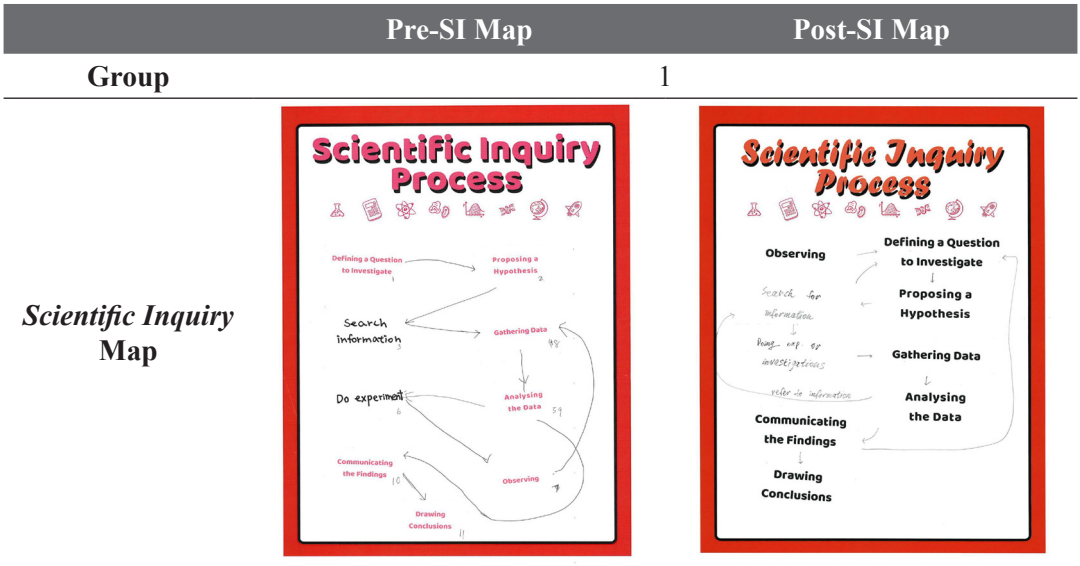 Pre-SI Map Post-SI Map
Group 1
Scientific Inquiry
Map
Scientific Inquiry
Process
Defining a Question
to Investigate
1
Proposing a
Hypothesis
2
Search
information
3
Gathering Data
48
Do experiment
6
Analysing
the Data
59
Communicating
the Findings
10
Observing
7
Drawing
Conclusions
11
Scientific Inquiry
Process
Observing
Defining a Question
to Investigate
Search for
information
Proposing a
Hypothesis
Doing exp. or
investigations
Gathering Data
refer to information
Analysing
the Data
Communicating
the Findings
Drawing
Conclusions